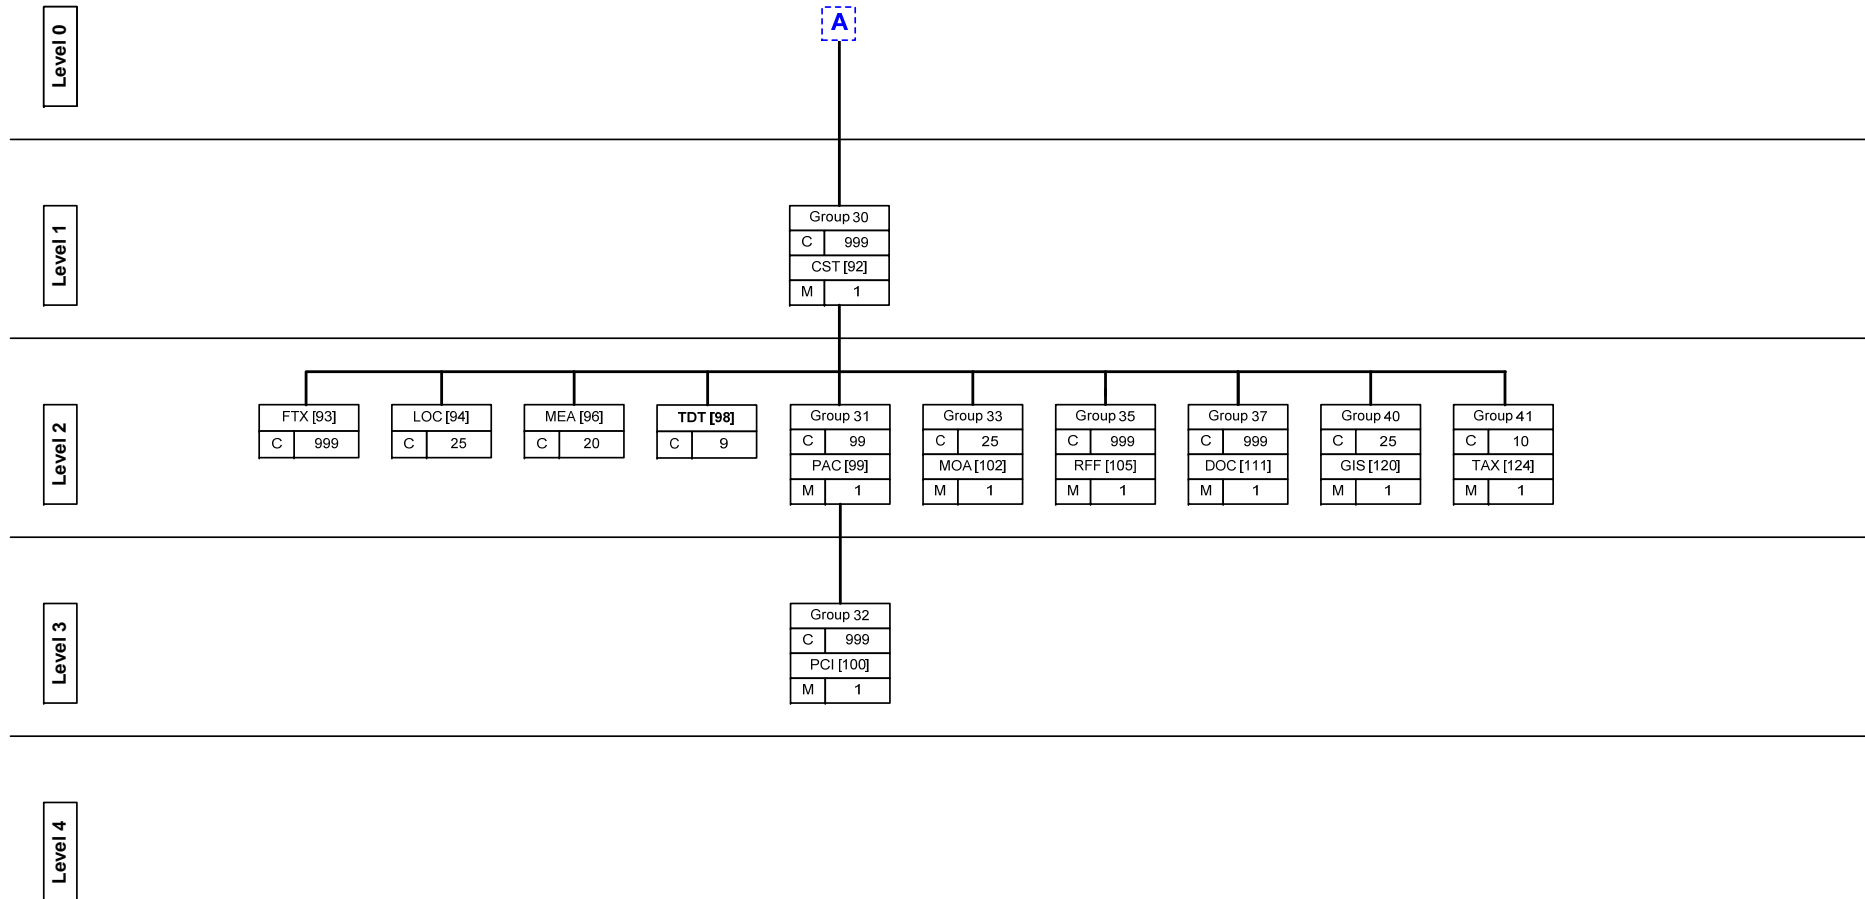 Level 0
A
Level 1
Group 30
C 999
CST [92]
M 1
Level 2
FTX [93]
C 999
LOC [94]
C 25
MEA [96]
C 20
TDT [98]
C 9
Group 31
C 99
PAC [99]
M 1
Group 33
C 25
MOA [102]
M 1
Group 35
C 999
RFF [105]
M 1
Group 37
C 999
DOC [111]
M 1
Group 40
C 25
GIS [120]
M 1
Group 41
C 10
TAX [124]
M 1
Level 3
Group 32
C 999
PCI [100]
M 1
Level 4